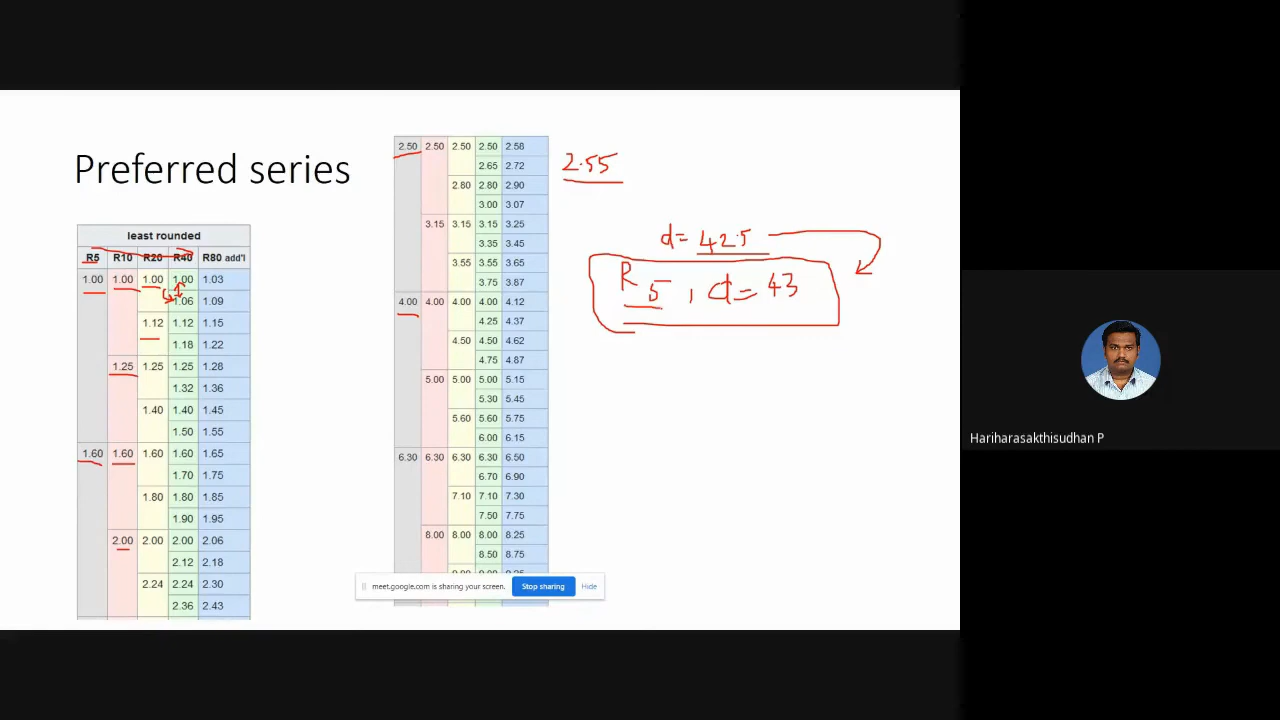 Preferred series
least rounded
R5 R10 R20 R40 R80 add'l
1.00 1.00 1.00 1.00 1.03
1.06 1.09
1.12 1.12 1.15
1.18 1.22
1.25 1.25 1.25 1.28
1.32 1.36
1.40 1.40 1.45
1.50 1.55
1.60 1.60 1.60 1.60 1.65
1.70 1.75
1.80 1.80 1.85
1.90 1.95
2.00 2.00 2.00 2.06
2.12 2.18
2.24 2.24 2.30
2.36 2.43
2.50 2.50 2.50 2.50 2.58
2.65 2.72
2.80 2.80 2.90
3.00 3.07
3.15 3.15 3.15 3.25
3.35 3.45
3.55 3.55 3.65
3.75 3.87
4.00 4.00 4.00 4.00 4.12
4.25 4.37
4.50 4.50 4.62
4.75 4.87
5.00 5.00 5.00 5.15
5.30 5.45
5.60 5.60 5.75
6.00 6.15
6.30 6.30 6.30 6.30 6.50
6.70 6.90
7.10 7.10 7.30
7.50 7.75
8.00 8.00 8.00 8.25
8.50 8.75
meet.google.com is sharing your screen. Stop sharing Hide
2.55
d= 42.5
R5 , d= 43
Hariharasakthisudhan P